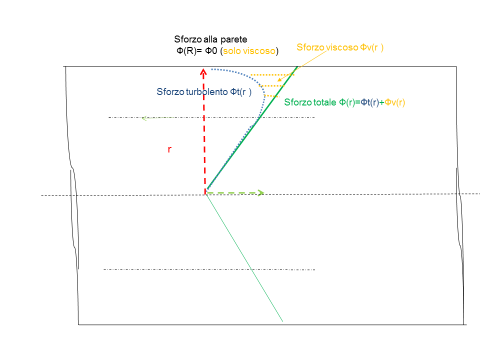 Sforzo alla parete
Φ(R)= Φ0 (solo viscoso)
Sforzo viscoso Φv(r )
Sforzo turbolento Φt(r )
Sforzo totale Φ(r)=Φt(r)+Φv(r)
r